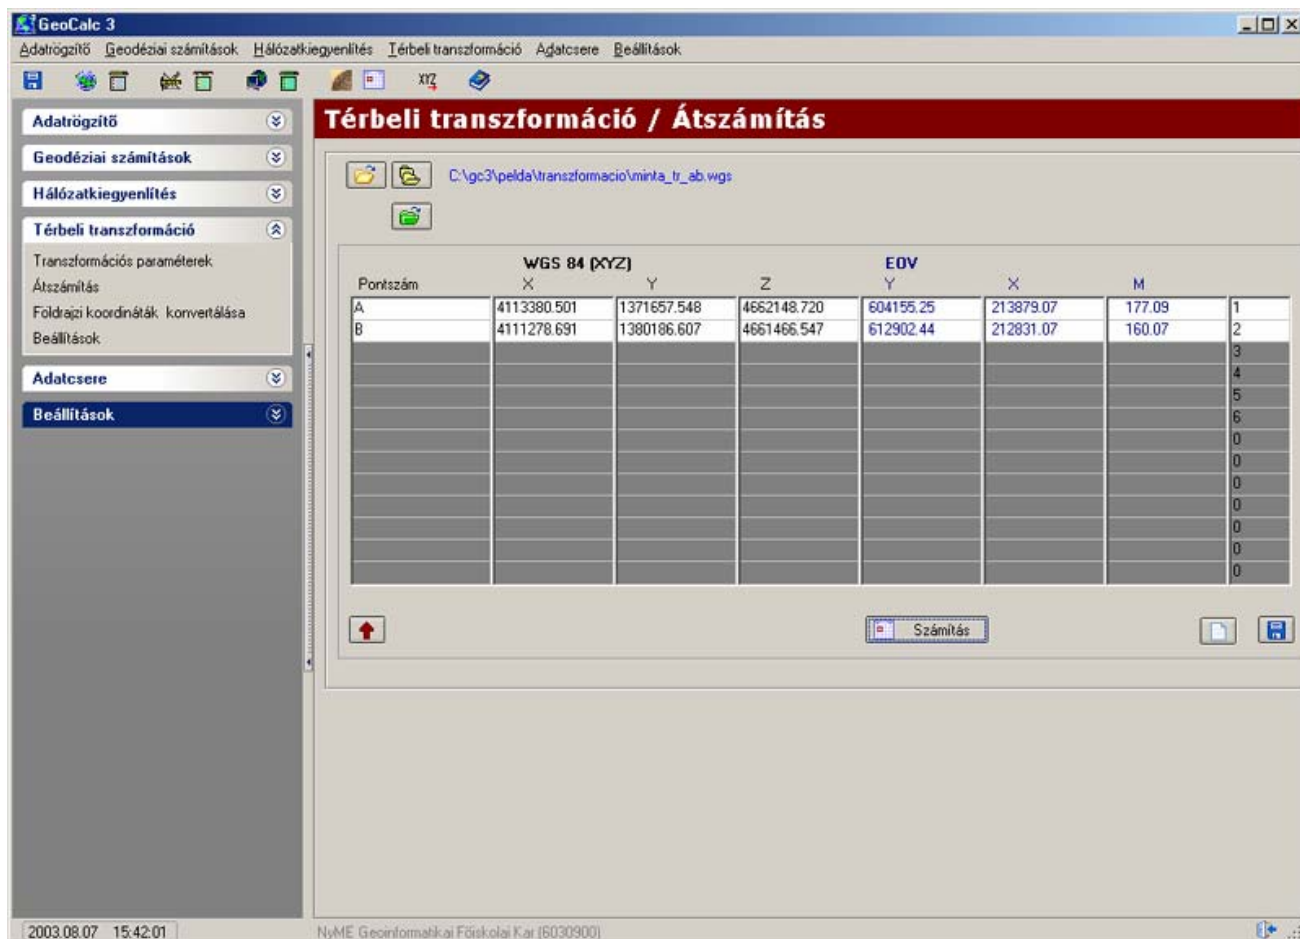 GeoCalc 3
Adatrögzítő Geodéziai számítások Hálózatkiegyenlítés Térbeli transzformáció Adatcsere Beállítások
XYZ
Adatrögzítő
Geodéziai számítások
Hálózatkiegyenlítés
Térbeli transzformáció
Transzformációs paraméterek
Átszámítás
Földrajzi koordináták konvertálása
Beállítások
Adatcsere
Beállítások
Térbeli transzformáció / Átszámítás
C:\gc3\pelda\transzformacio\minta_tr_ab.wgs
WGS 84 (XYZ) EOV
Pontszám X Y Z Y X M
A 4113380.501 1371657.548 4662148.720 604155.25 213879.07 177.09 1
B 4111278.691 1380186.607 4661466.547 612902.44 212831.07 160.07 2
3
4
5
6
0
0
0
0
0
0
0
Számítás
2003.08.07 15:42:01 NyME Geoinformatikai Főiskolai Kar (6030900)